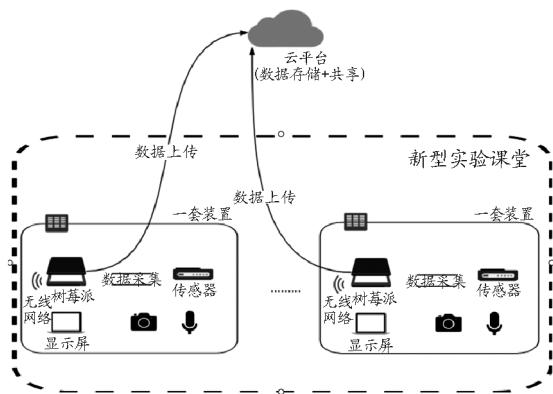 云平台
(数据存储+共享)
数据上传
数据上传
新型实验课堂
一套装置
一套装置
数据采集
无线网络
树莓派
传感器
显示屏
数据采集
无线网络
树莓派
传感器
显示屏